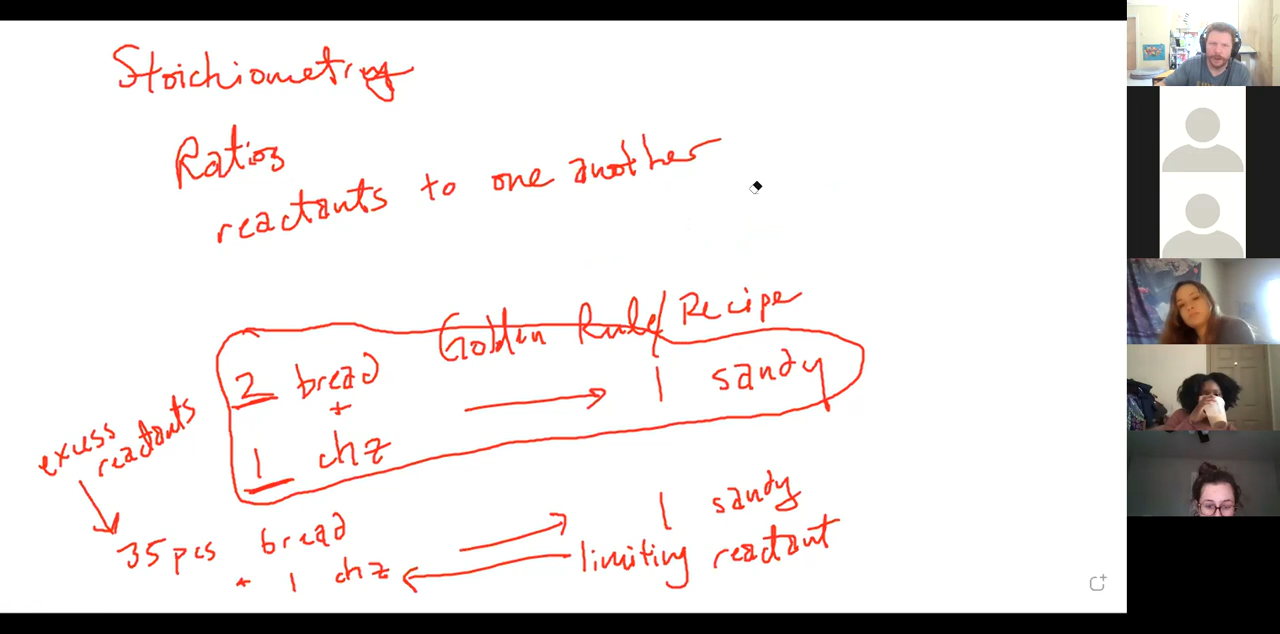 Stoichiometry
Ratios
reactants to one another
Golden Rule/Recipe
2 bread
+
1 chz
1 sandy
excess
reactants
35 pcs bread
+ 1 chz
1 sandy
limiting reactant